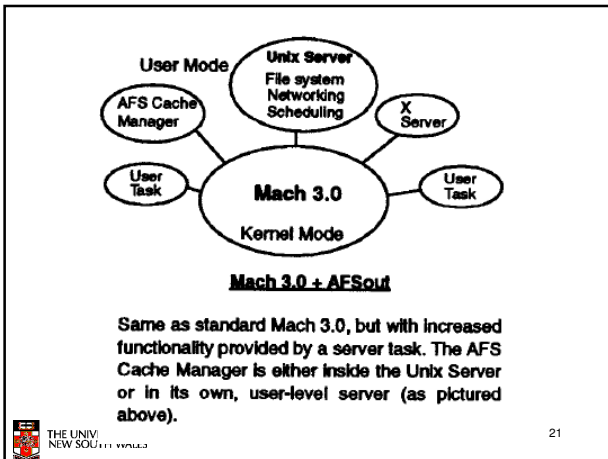 User Mode
Unix Server
File system
Networking
Scheduling
AFS Cache
Manager
X
Server
User
Task
Mach 3.0
Kernel Mode
User
Task
Mach 3.0 + AFSout
Same as standard Mach 3.0, but with increased
functionality provided by a server task. The AFS
Cache Manager is either inside the Unix Server
or in its own, user-level server (as pictured
above).
THE
NEW
21